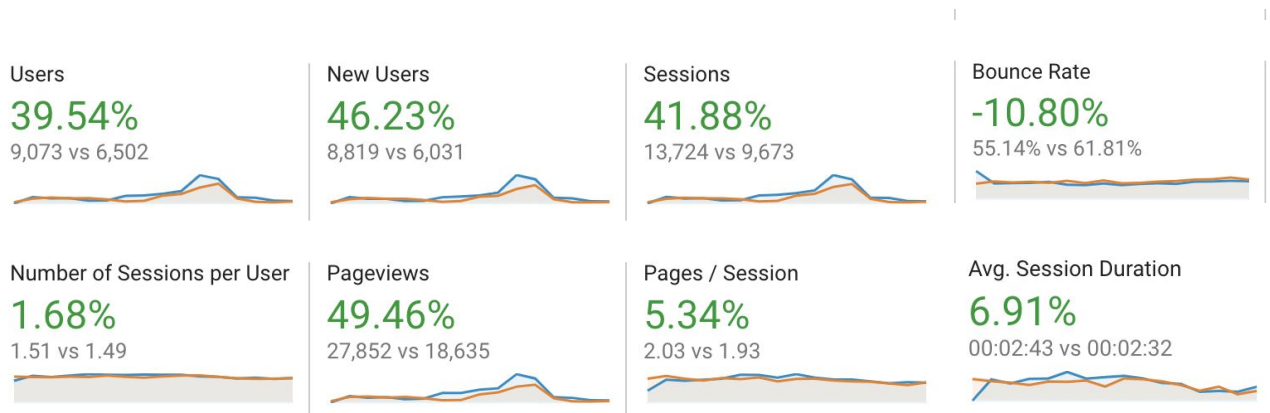 Users
39.54%
9,073 vs 6,502
New Users
46.23%
8,819 vs 6,031
Sessions
41.88%
13,724 vs 9,673
Bounce Rate
-10.80%
55.14% vs 61.81%
Number of Sessions per User
1.68%
1.51 vs 1.49
Pageviews
49.46%
27,852 vs 18,635
Pages / Session
5.34%
2.03 vs 1.93
Avg. Session Duration
6.91%
00:02:43 vs 00:02:32